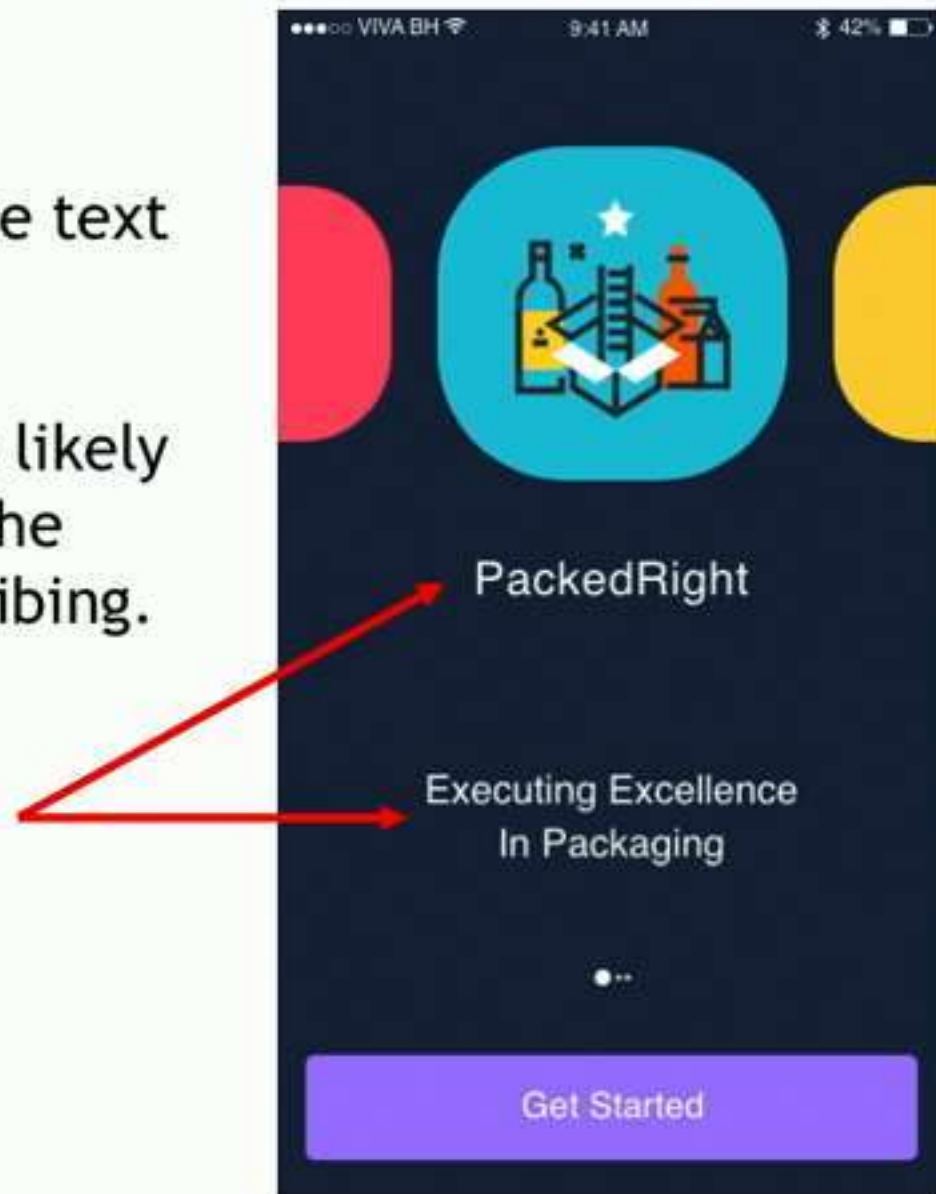 VIVA BH 9:41 AM 42%
e text
likely
he
ibing.
PackedRight
Executing Excellence
In Packaging
Get Started